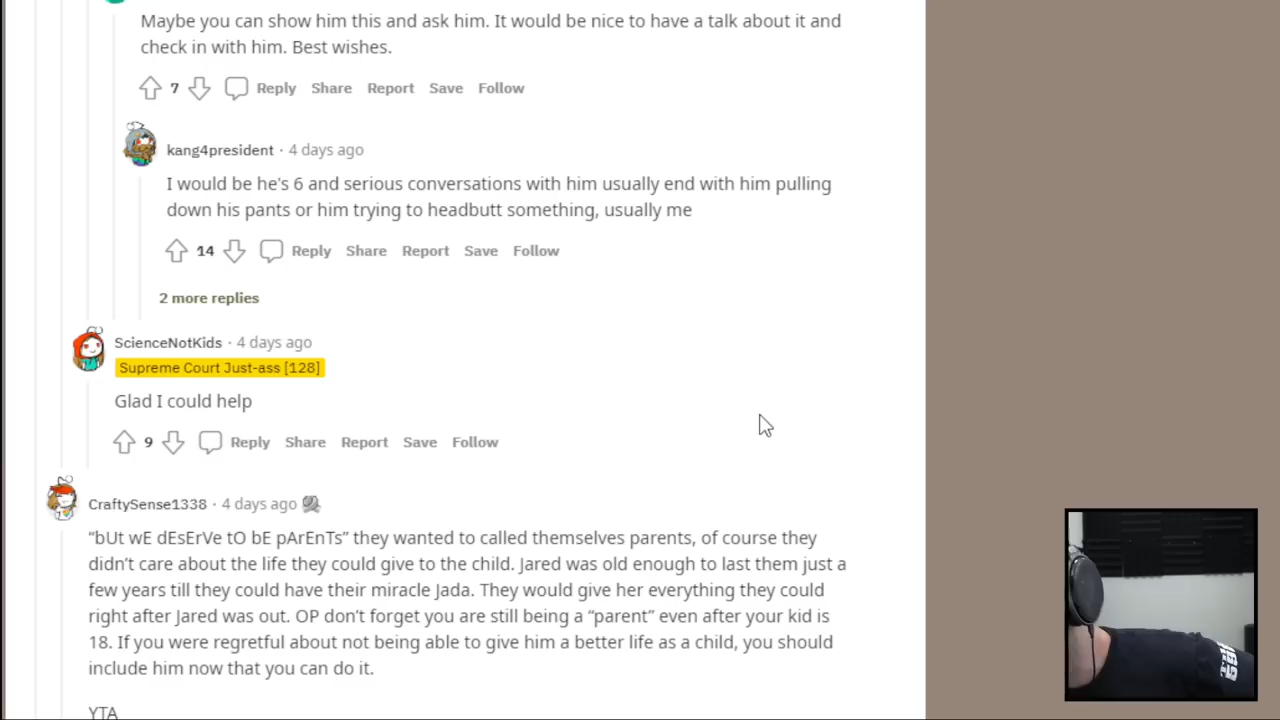 Maybe you can show him this and ask him. It would be nice to have a talk about it and
check in with him. Best wishes.
7 Reply Share Report Save Follow
kang4president · 4 days ago
I would be he's 6 and serious conversations with him usually end with him pulling
down his pants or him trying to headbutt something, usually me
14 Reply Share Report Save Follow
2 more replies
ScienceNotKids · 4 days ago
Supreme Court Just-ass [128]
Glad I could help
9 Reply Share Report Save Follow
CraftySense1338 · 4 days ago
“bUt wE dEsErVe tO bE pArEnTs” they wanted to called themselves parents, of course they
didn’t care about the life they could give to the child. Jared was old enough to last them just a
few years till they could have their miracle Jada. They would give her everything they could
right after Jared was out. OP don’t forget you are still being a “parent” even after your kid is
18. If you were regretful about not being able to give him a better life as a child, you should
include him now that you can do it.
YTA